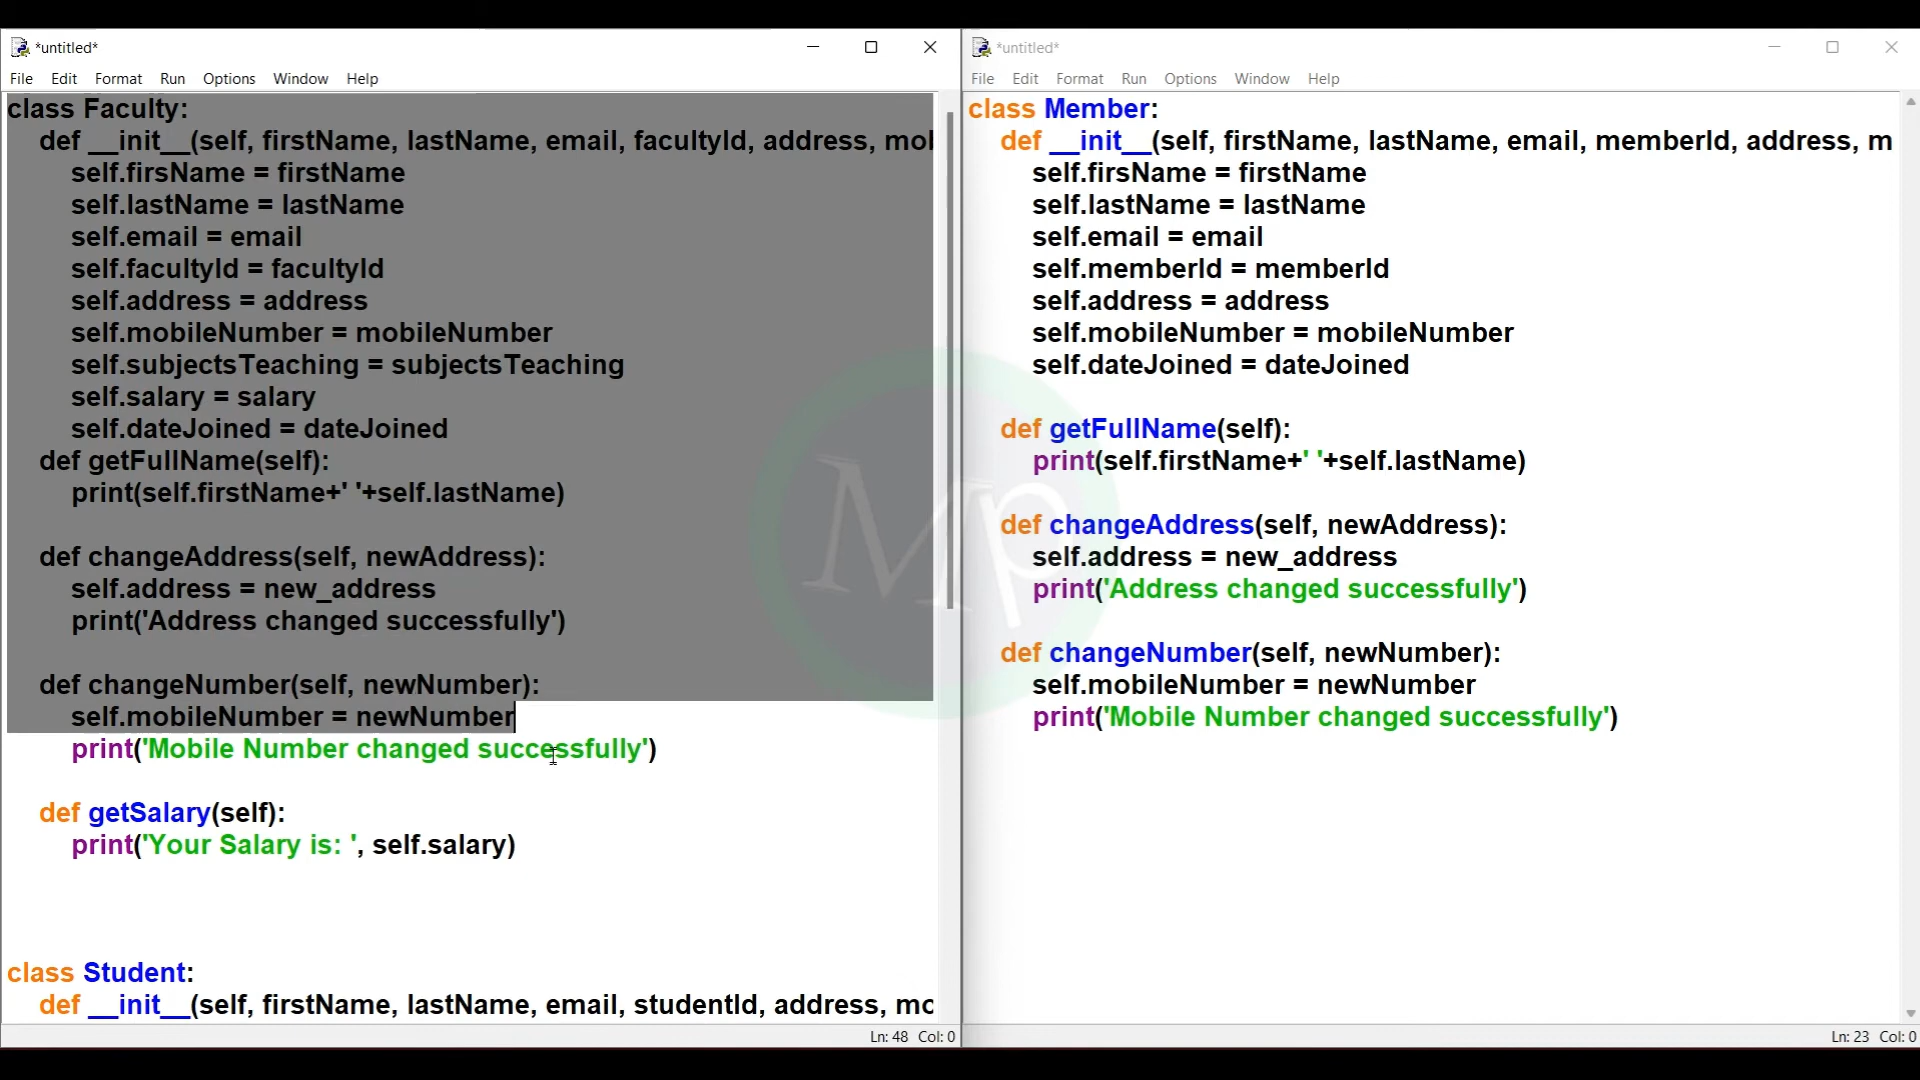 *untitled*
File Edit Format Run Options Window Help
class Faculty:
def __init__(self, firstName, lastName, email, facultyId, address, mo
self.firsName = firstName
self.lastName = lastName
self.email = email
self.facultyId = facultyId
self.address = address
self.mobileNumber = mobileNumber
self.subjectsTeaching = subjectsTeaching
self.salary = salary
self.dateJoined = dateJoined
def getFullName(self):
print(self.firstName+' '+self.lastName)
def changeAddress(self, newAddress):
self.address = new_address
print('Address changed successfully')
def changeNumber(self, newNumber):
self.mobileNumber = newNumber
print('Mobile Number changed successfully')
def getSalary(self):
print('Your Salary is: ', self.salary)
class Student:
def __init__(self, firstName, lastName, email, studentId, address, mo
Ln: 48 Col: 0
*untitled*
File Edit Format Run Options Window Help
class Member:
def __init__(self, firstName, lastName, email, memberId, address, m
self.firsName = firstName
self.lastName = lastName
self.email = email
self.memberId = memberId
self.address = address
self.mobileNumber = mobileNumber
self.dateJoined = dateJoined
def getFullName(self):
print(self.firstName+' '+self.lastName)
def changeAddress(self, newAddress):
self.address = new_address
print('Address changed successfully')
def changeNumber(self, newNumber):
self.mobileNumber = newNumber
print('Mobile Number changed successfully')
Ln: 23 Col: 0
Mp